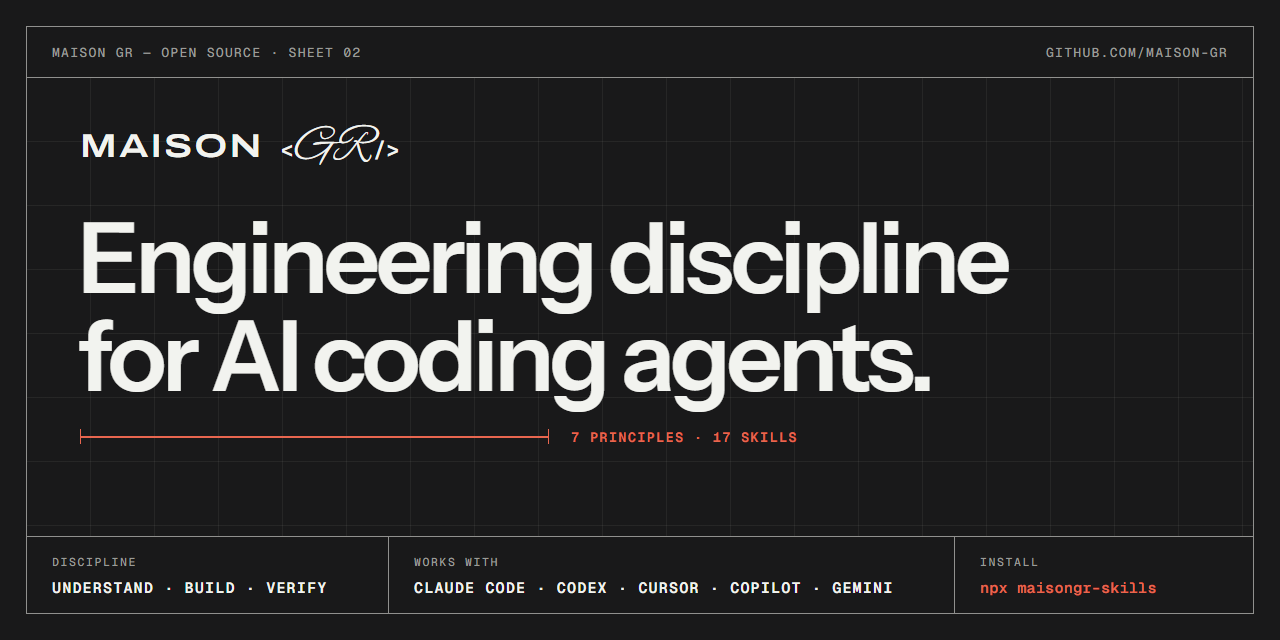 MAISON GR — OPEN SOURCE · SHEET 02
GITHUB.COM/MAISON-GR
MAISON <GR/>
Engineering discipline
for AI coding agents.
7 PRINCIPLES · 17 SKILLS
DISCIPLINE
UNDERSTAND · BUILD · VERIFY
WORKS WITH
CLAUDE CODE · CODEX · CURSOR · COPILOT · GEMINI
INSTALL
npx maisongr-skills